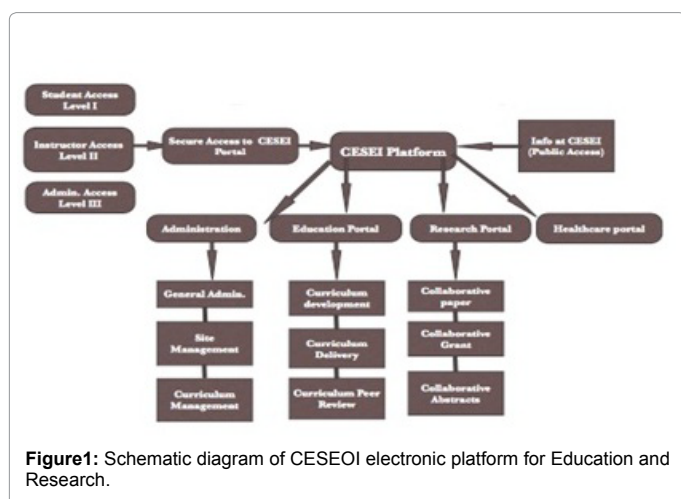 Student Access
Level I
Instructor Access
Level II
Admin. Access
Level III
Secure Access to CESEI
Portal
CESEI Platform
Info at CESEI
(Public Access)
Administration
Education Portal
Research Portal
Healthcare portal
General Admin.
Site
Management
Curriculum
Management
Curriculum
development
Curriculum
Delivery
Curriculum Peer
Review
Collaborative
paper
Collaborative
Grant
Collaborative
Abstracts
Figure1: Schematic diagram of CESEOI electronic platform for Education and
Research.